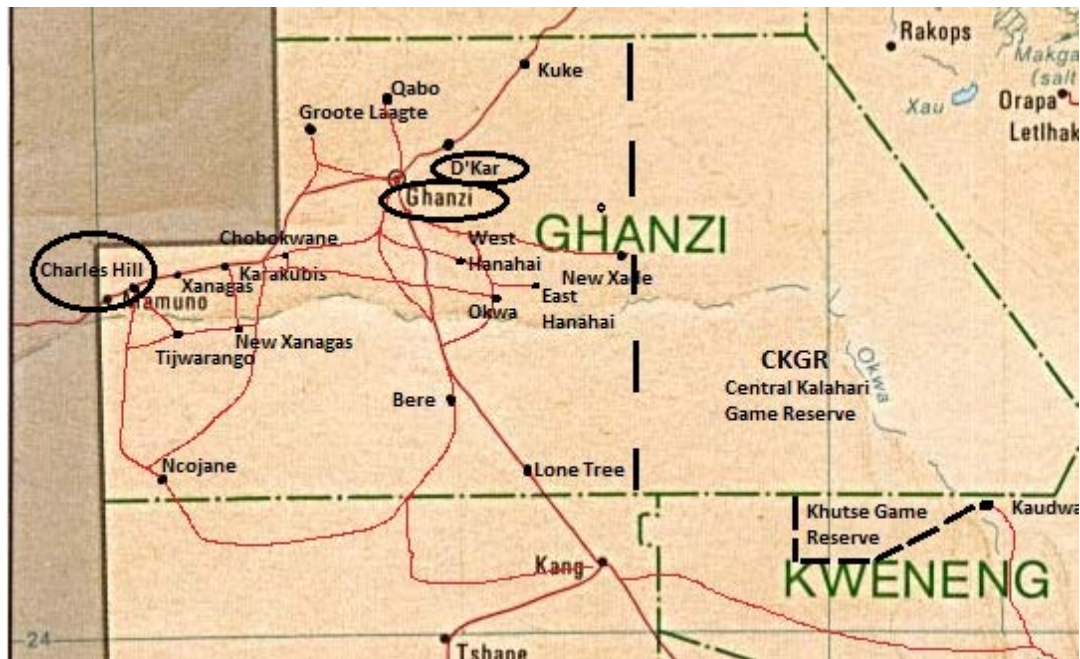 Rakops
Kuke
Makga
(salt
Qabo
Xau
Orapa
Groote Laagte
Letlhak
D'Kar
Ghanzi
GHANZI
Chobokwane
West
Hanahai
Charles Hill
Karakubis
New Xade
Xanagas
Mamuno
East
Hanahai
Okwa
New Xanagas
Tijwarango
CKGR
Central Kalahari
Game Reserve
Okwa
Bere
Ncojane
Lone Tree
Khutse Game
Reserve
Kaudwa
Kang
KWENENG
24
Tshane